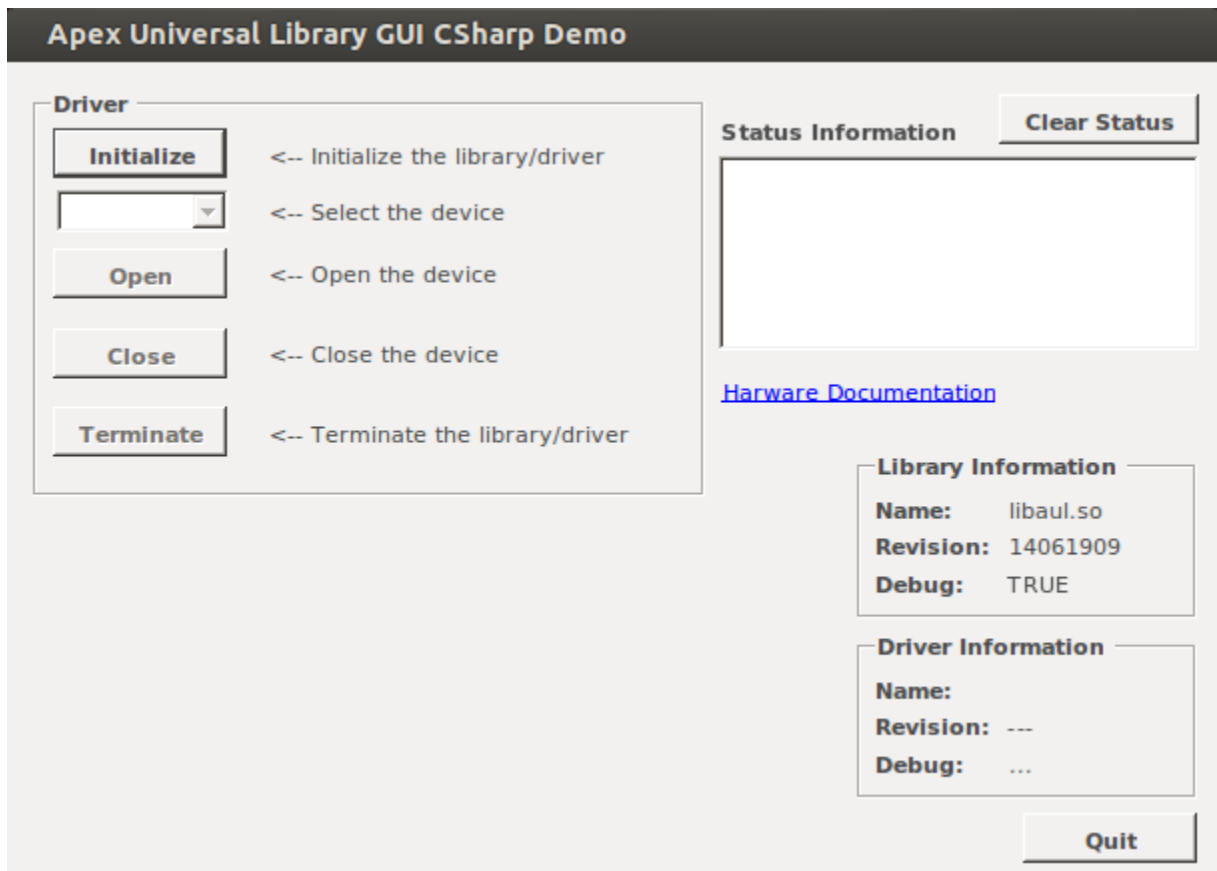 Apex Universal Library GUI CSharp Demo
Driver
Initialize <-- Initialize the library/driver
<-- Select the device
Open <-- Open the device
Close <-- Close the device
Terminate <-- Terminate the library/driver
Status Information
Clear Status
Harware Documentation
Library Information
Name: libaul.so
Revision: 14061909
Debug: TRUE
Driver Information
Name:
Revision: ---
Debug: ...
Quit